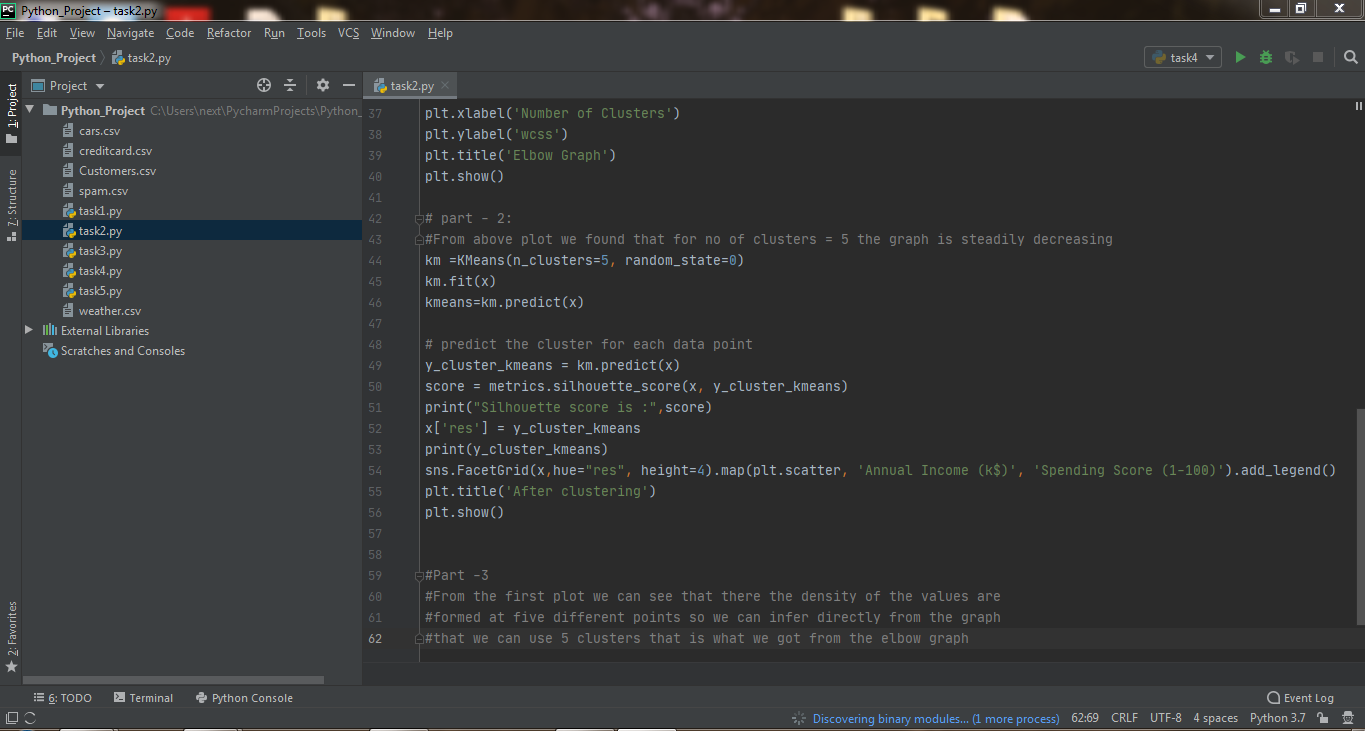 PC Python_Project – task2.py
File Edit View Navigate Code Refactor Run Tools VCS Window Help
Python_Project task2.py task4
1: Project
7: Structure
2: Favorites
Project
Python_Project C:\Users\next\PycharmProjects\Python_
cars.csv
creditcard.csv
Customers.csv
spam.csv
task1.py
task2.py
task3.py
task4.py
task5.py
weather.csv
External Libraries
Scratches and Consoles
task2.py
37 plt.xlabel('Number of Clusters')
38 plt.ylabel('wcss')
39 plt.title('Elbow Graph')
40 plt.show()
41
42 # part - 2:
43 #From above plot we found that for no of clusters = 5 the graph is steadily decreasing
44 km =KMeans(n_clusters=5, random_state=0)
45 km.fit(x)
46 kmeans=km.predict(x)
47
48 # predict the cluster for each data point
49 y_cluster_kmeans = km.predict(x)
50 score = metrics.silhouette_score(x, y_cluster_kmeans)
51 print("Silhouette score is :",score)
52 x['res'] = y_cluster_kmeans
53 print(y_cluster_kmeans)
54 sns.FacetGrid(x,hue="res", height=4).map(plt.scatter, 'Annual Income (k$)', 'Spending Score (1-100)').add_legend()
55 plt.title('After clustering')
56 plt.show()
57
58
59 #Part -3
60 #From the first plot we can see that there the density of the values are
61 #formed at five different points so we can infer directly from the graph
62 #that we can use 5 clusters that is what we got from the elbow graph
6: TODO Terminal Python Console Event Log
Discovering binary modules... (1 more process) 62:69 CRLF UTF-8 4 spaces Python 3.7